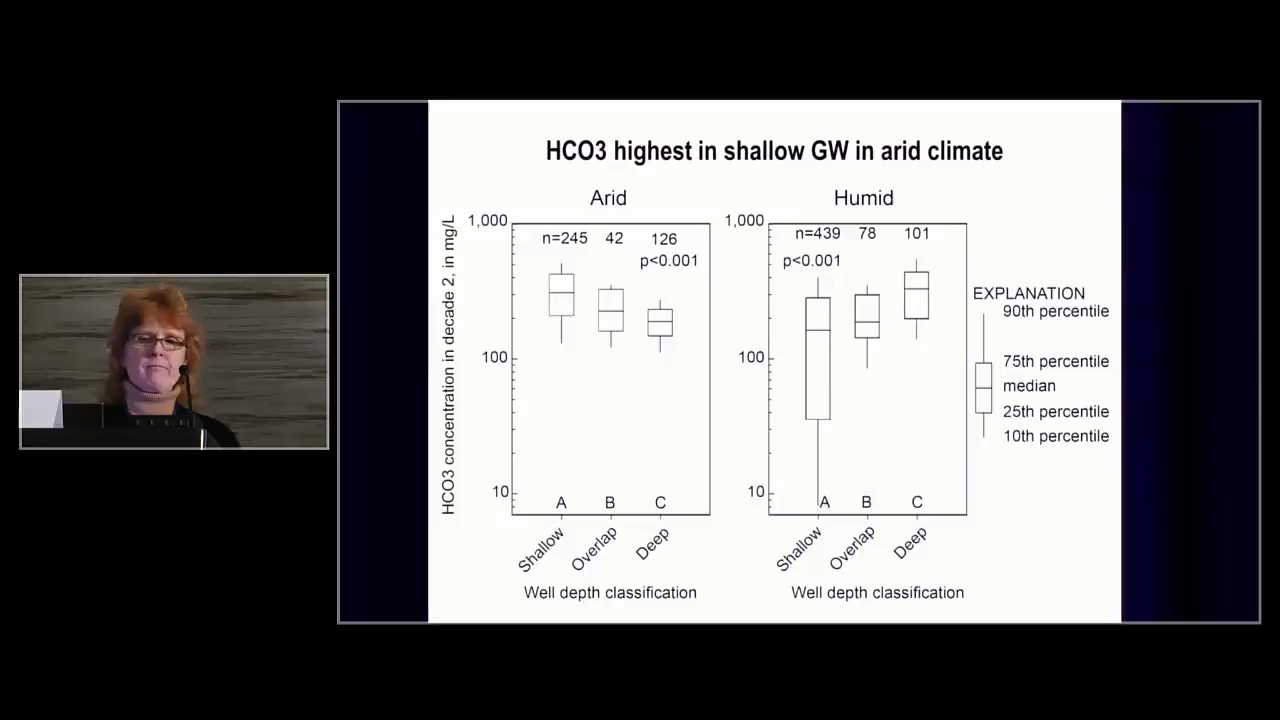 HCO3 highest in shallow GW in arid climate
Arid
HCO3 concentration in decade 2, in mg/L
1,000
100
10
n=245 42 126
p<0.001
A B C
Shallow
Overlap
Deep
Well depth classification
Humid
1,000
100
10
n=439 78 101
p<0.001
A B C
Shallow
Overlap
Deep
Well depth classification
EXPLANATION
90th percentile
75th percentile
median
25th percentile
10th percentile